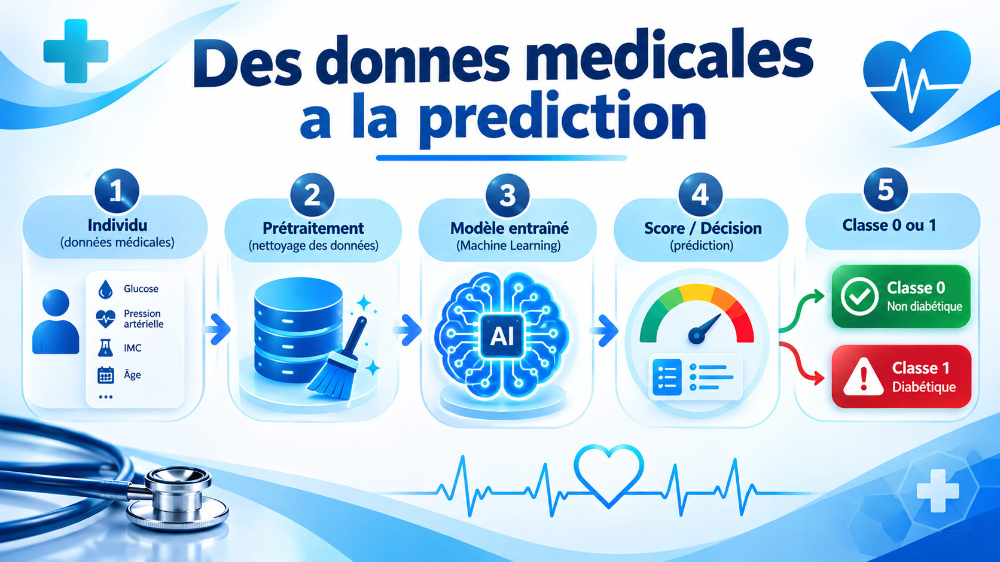 Des donnes medicales
a la prediction
1
Individu
(données médicales)
Glucose
Pression
artérielle
IMC
Âge
...
2
Prétraitement
(nettoyage des données)
3
Modèle entraîné
(Machine Learning)
AI
4
Score / Décision
(prédiction)
5
Classe 0 ou 1
Classe 0
Non diabétique
Classe 1
Diabétique